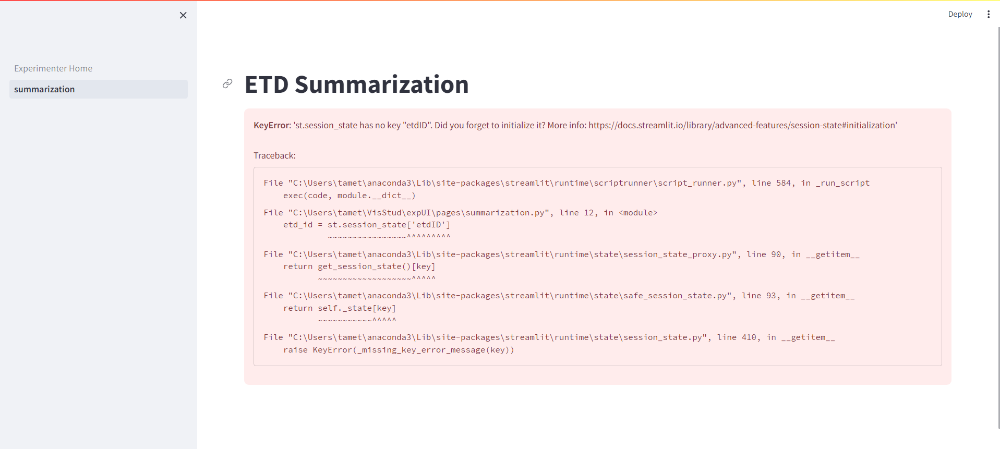 Deploy
Experimenter Home
summarization
ETD Summarization
KeyError: 'st.session_state has no key "etdID". Did you forget to initialize it? More info: https://docs.streamlit.io/library/advanced-features/session-state#initialization'
Traceback:
File "C:\Users\tamet\anaconda3\Lib\site-packages\streamlit\runtime\scriptrunner\script_runner.py", line 584, in _run_script
    exec(code, module.__dict__)
File "C:\Users\tamet\VisStud\expUI\pages\summarization.py", line 12, in <module>
    etd_id = st.session_state['etdID']
             ~~~~~~~~~~~~~~~~^^^^^^^^^
File "C:\Users\tamet\anaconda3\Lib\site-packages\streamlit\runtime\state\session_state_proxy.py", line 90, in __getitem__
    return get_session_state()[key]
           ~~~~~~~~~~~~~~~~~~~^^^^^
File "C:\Users\tamet\anaconda3\Lib\site-packages\streamlit\runtime\state\safe_session_state.py", line 93, in __getitem__
    return self._state[key]
           ~~~~~~~~~~~^^^^^
File "C:\Users\tamet\anaconda3\Lib\site-packages\streamlit\runtime\state\session_state.py", line 410, in __getitem__
    raise KeyError(_missing_key_error_message(key))